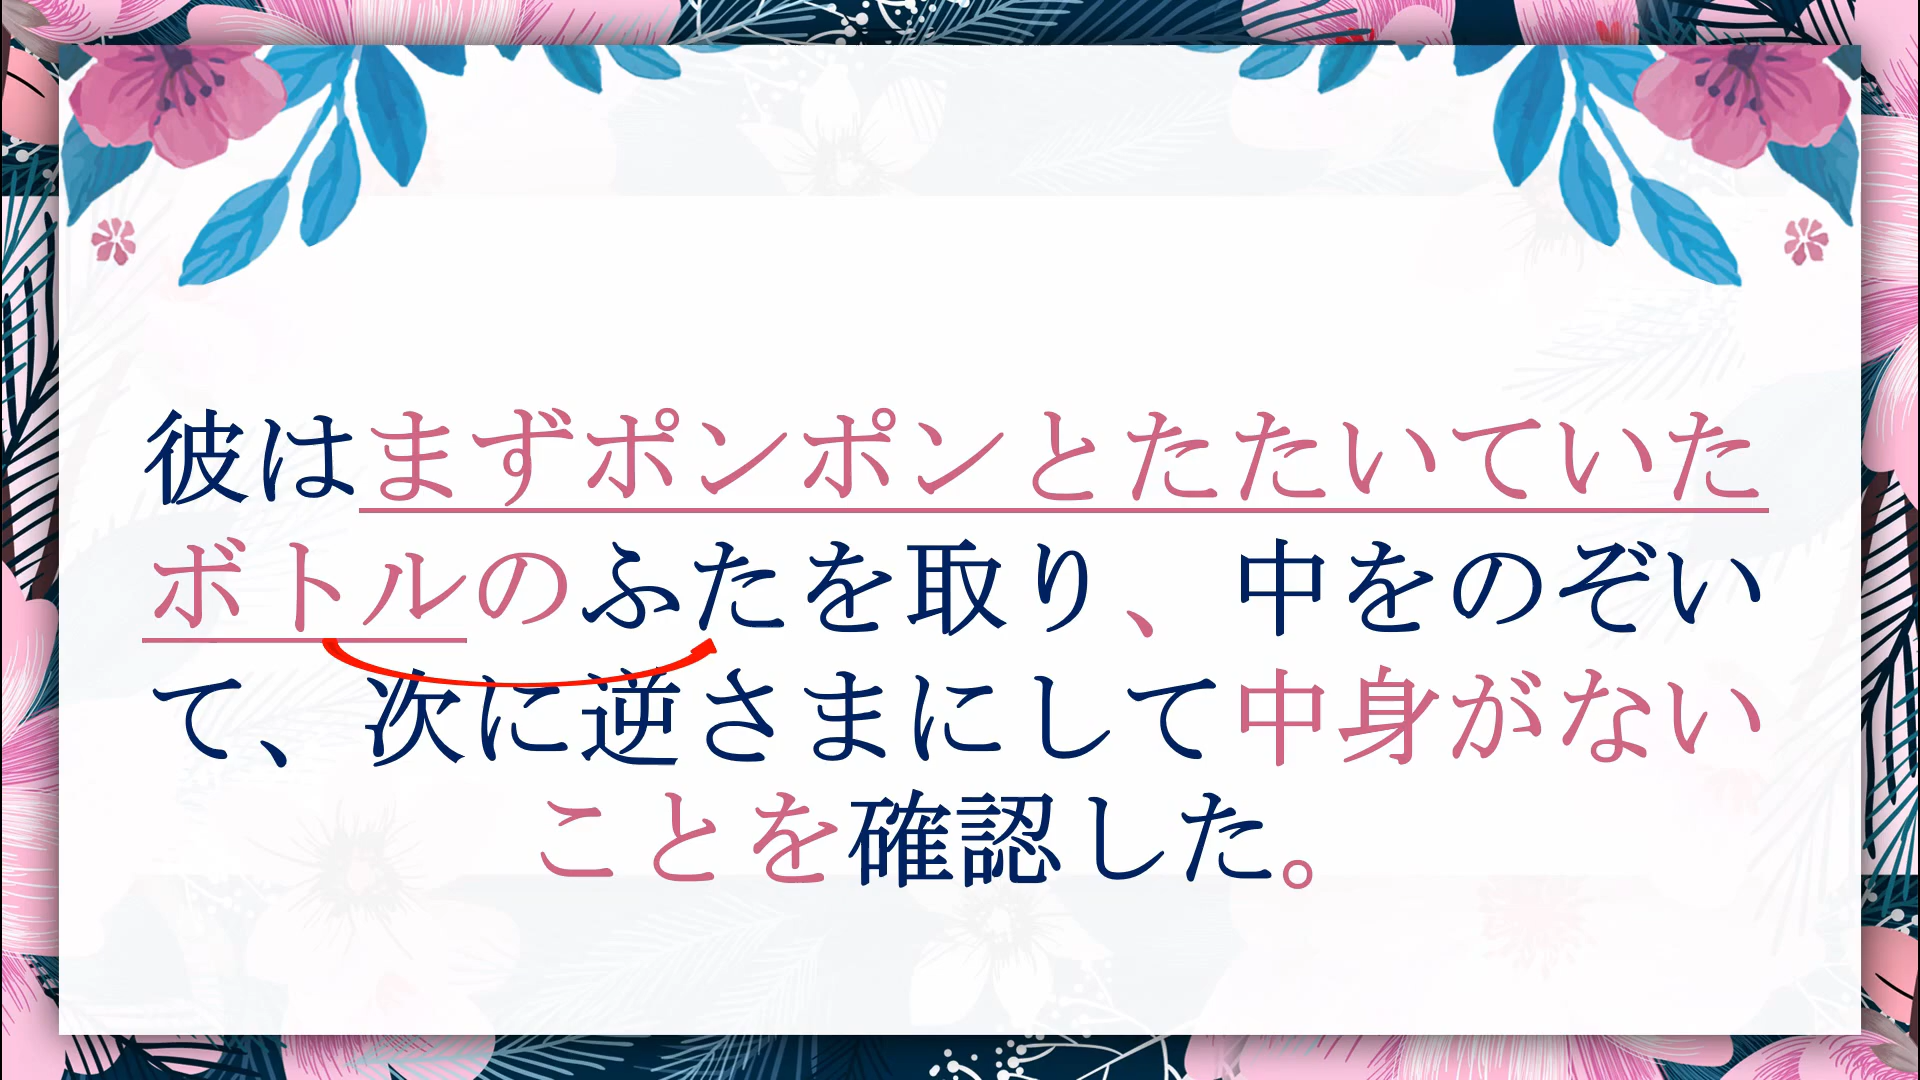 彼はまずポンポンとたたいていた
ボトルのふたを取り、中をのぞい
て、次に逆さまにして中身がない
ことを確認した。